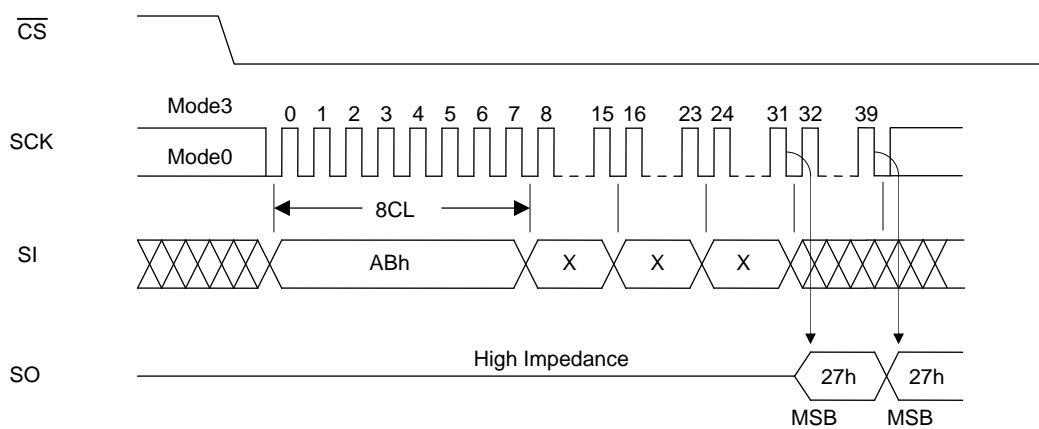 CS
Mode3
0 1 2 3 4 5 6 7 8 15 16 23 24 31 32 39
SCK
Mode0
8CL
SI
ABh X X X
High Impedance
SO
27h 27h
MSB MSB